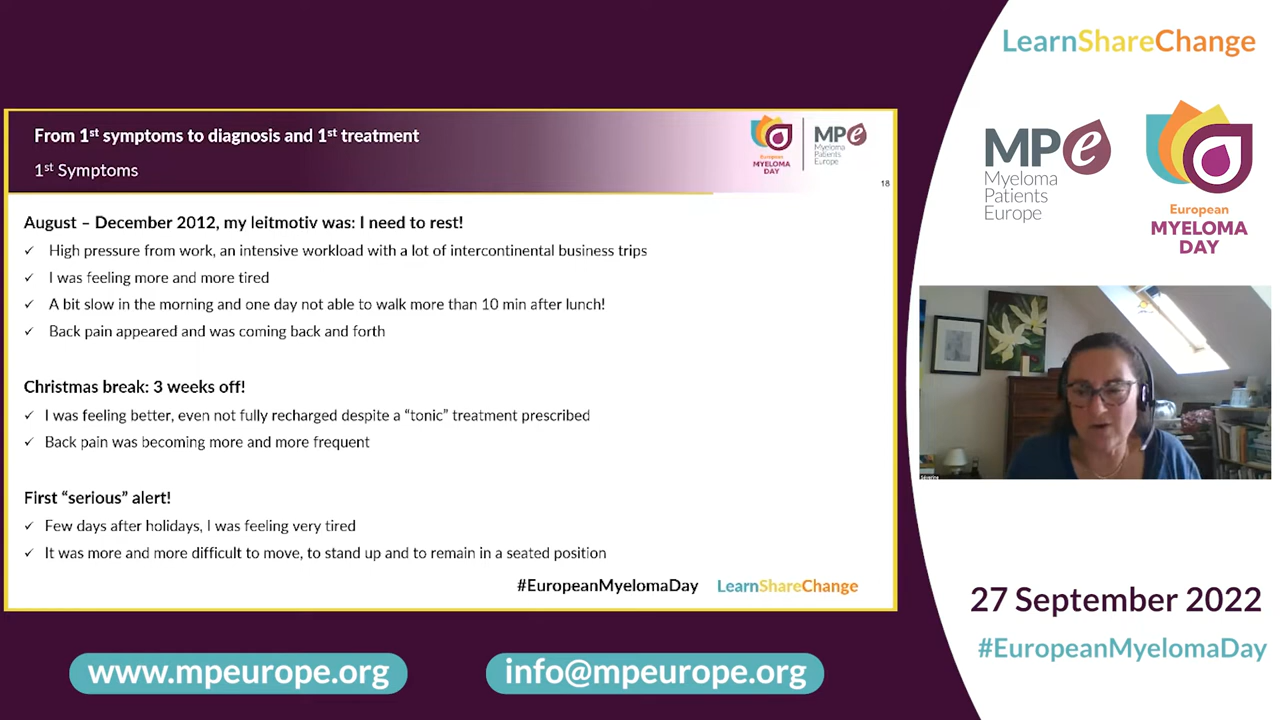 LearnShareChange
From 1st symptoms to diagnosis and 1st treatment
1st Symptoms
European
MYELOMA
DAY
MPe
Myeloma
Patients
Europe
18
August – December 2012, my leitmotiv was: I need to rest!
✓ High pressure from work, an intensive workload with a lot of intercontinental business trips
✓ I was feeling more and more tired
✓ A bit slow in the morning and one day not able to walk more than 10 min after lunch!
✓ Back pain appeared and was coming back and forth
Christmas break: 3 weeks off!
✓ I was feeling better, even not fully recharged despite a “tonic” treatment prescribed
✓ Back pain was becoming more and more frequent
First “serious” alert!
✓ Few days after holidays, I was feeling very tired
✓ It was more and more difficult to move, to stand up and to remain in a seated position
#EuropeanMyelomaDay LearnShareChange
MPe
Myeloma
Patients
Europe
European
MYELOMA
DAY
27 September 2022
#EuropeanMyelomaDay
www.mpeurope.org
info@mpeurope.org